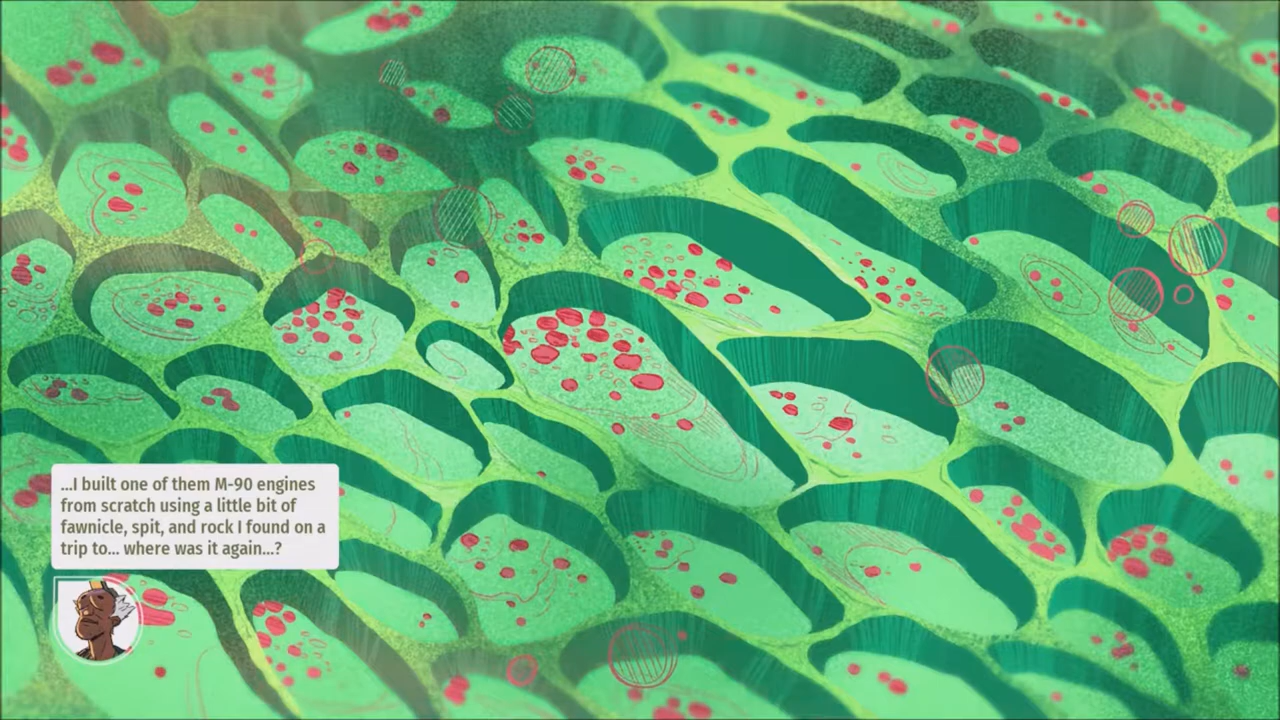 ...I built one of them M-90 engines
from scratch using a little bit of
fawnicle, spit, and rock I found on a
trip to... where was it again...?